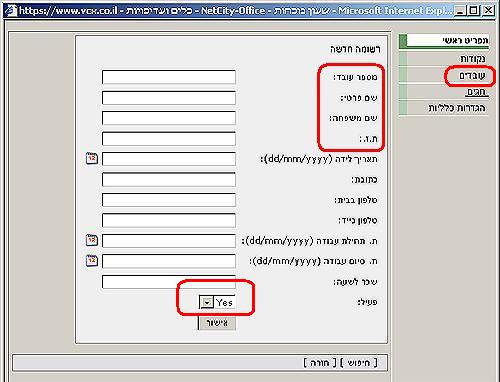 https://www.vcx.co.il - שעון נוכחות - NetCity-Office - כלים ועדיפויות - Microsoft Internet Expl...
תפריט ראשי
נקודות
עובדים
חגים
הגדרות כלליות
רשומה חדשה
מספר עובד:
שם פרטי:
שם משפחה:
ת.ז.:
תאריך לידה (dd/mm/yyyy):
כתובת:
טלפון בבית:
טלפון נייד:
ת. תחילת עבודה (dd/mm/yyyy):
ת. סיום עבודה (dd/mm/yyyy):
שכר לשעה:
פעיל: Yes
אישור
[ חיפוש ] [ חזרה ]